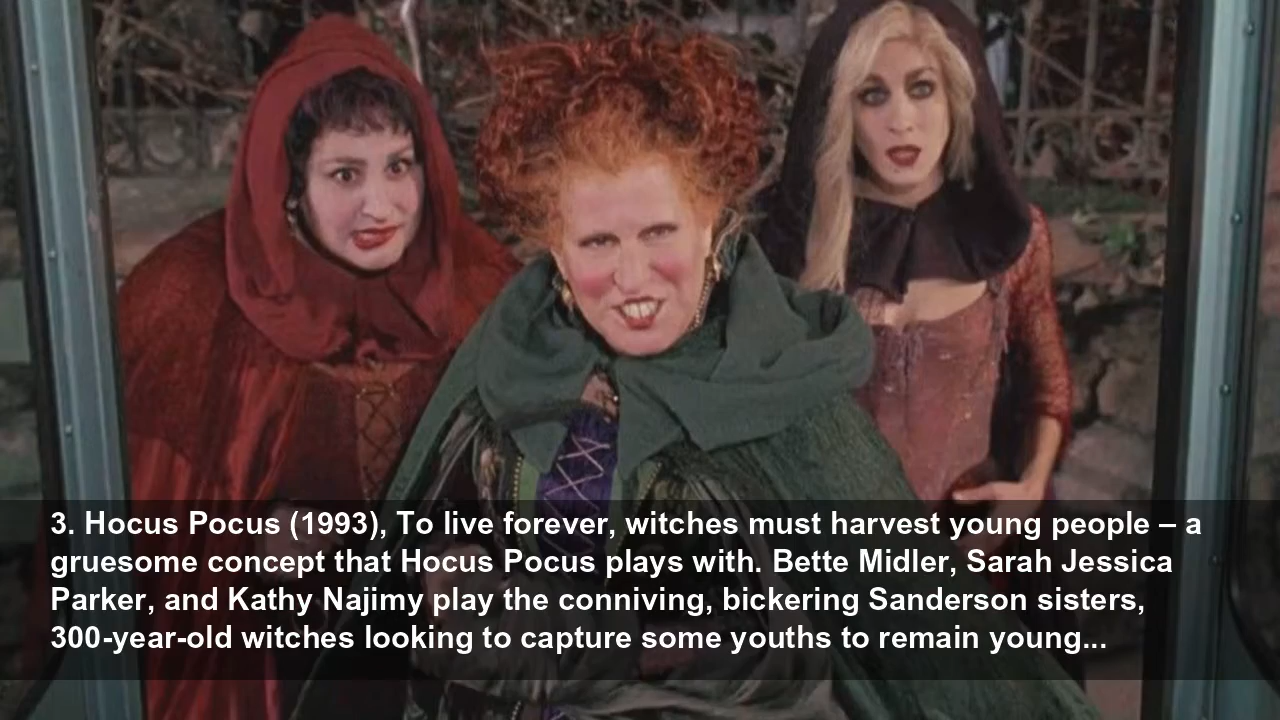 3. Hocus Pocus (1993), To live forever, witches must harvest young people – a
gruesome concept that Hocus Pocus plays with. Bette Midler, Sarah Jessica
Parker, and Kathy Najimy play the conniving, bickering Sanderson sisters,
300-year-old witches looking to capture some youths to remain young...